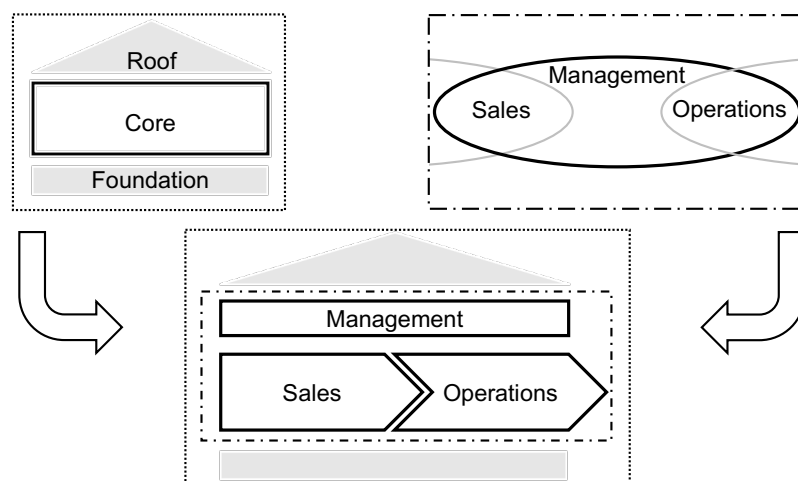 Roof
Core
Foundation
Management
Sales
Operations
Management
Sales
Operations